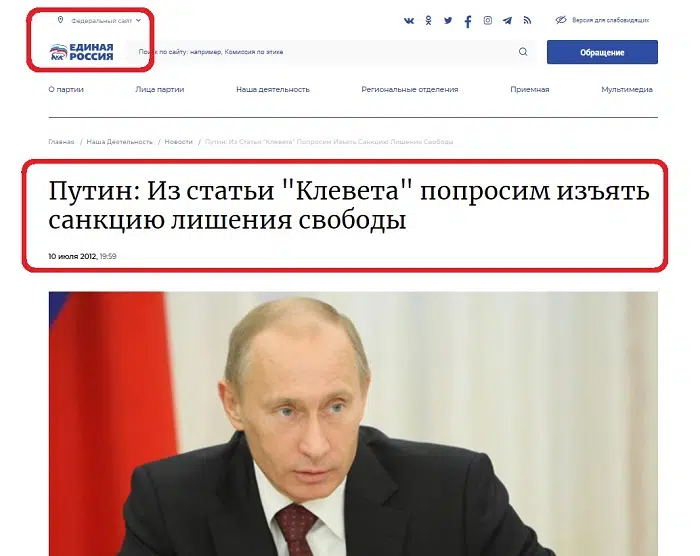 Федеральный сайт
Версия для слабовидящих
ЕДИНАЯ
РОССИЯ
Поиск по сайту: например, Комиссия по этике
Обращение
О партии
Лица партии
Наша деятельность
Региональные отделения
Приемная
Мультимедиа
Главная / Наша Деятельность / Новости / Путин: Из Статьи "Клевета" Попросим Изъять Санкцию Лишение Свободы
Путин: Из статьи "Клевета" попросим изъять
санкцию лишения свободы
10 июля 2012, 19:59